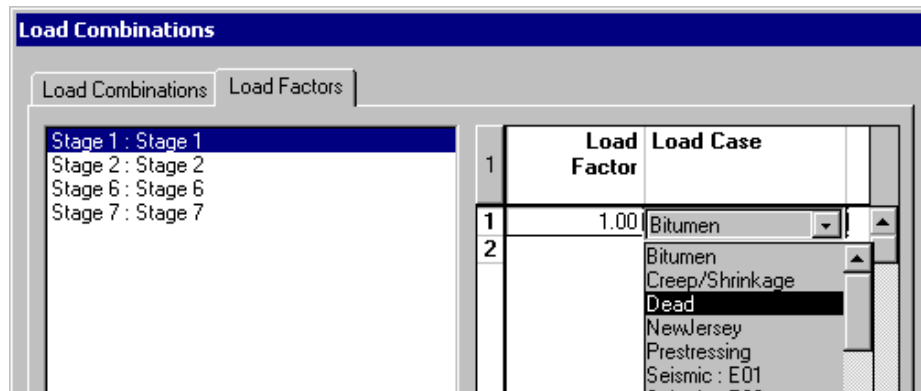 Load Combinations
Load Combinations Load Factors
Stage 1 : Stage 1
Stage 2 : Stage 2
Stage 6 : Stage 6
Stage 7 : Stage 7
1 Load Factor Load Case
1 1.00 Bitumen
2
Bitumen
Creep/Shrinkage
Dead
NewJersey
Prestressing
Seismic : E01